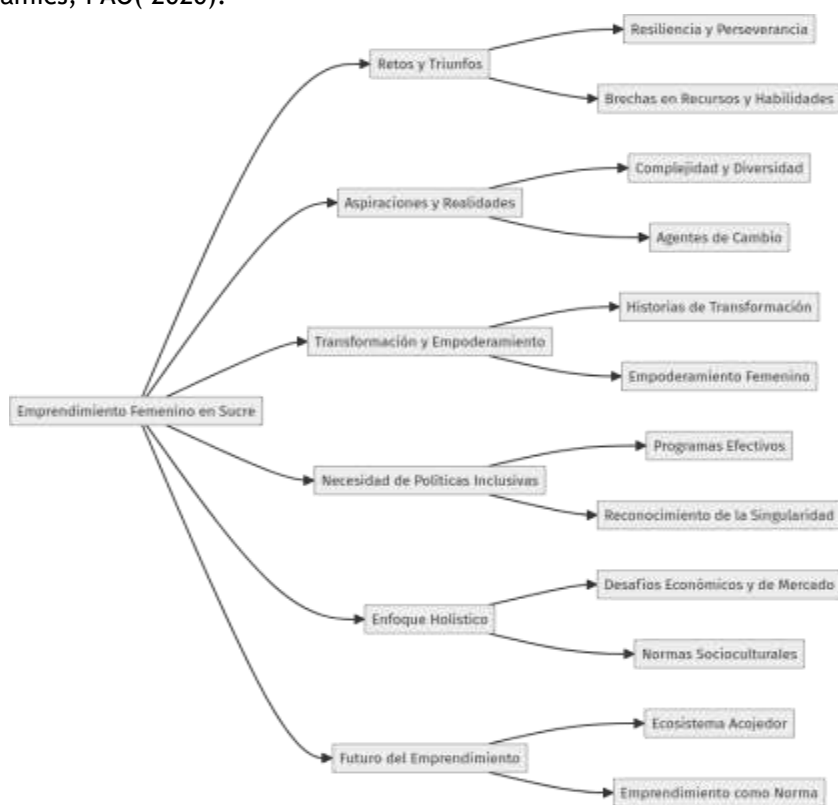 Resiliencia y Perseverancia
Retos y Triunfos
Brechas en Recursos y Habilidades
Complejidad y Diversidad
Aspiraciones y Realidades
Agentes de Cambio
Historias de Transformación
Transformación y Empoderamiento
Empoderamiento Femenino
Emprendimiento Femenino en Sucre
Programas Efectivos
Necesidad de Políticas Inclusivas
Reconocimiento de la Singularidad
Desafíos Económicos y de Mercado
Enfoque Holístico
Normas Socioculturales
Ecosistema Acojedor
Futuro del Emprendimiento
Emprendimiento como Norma